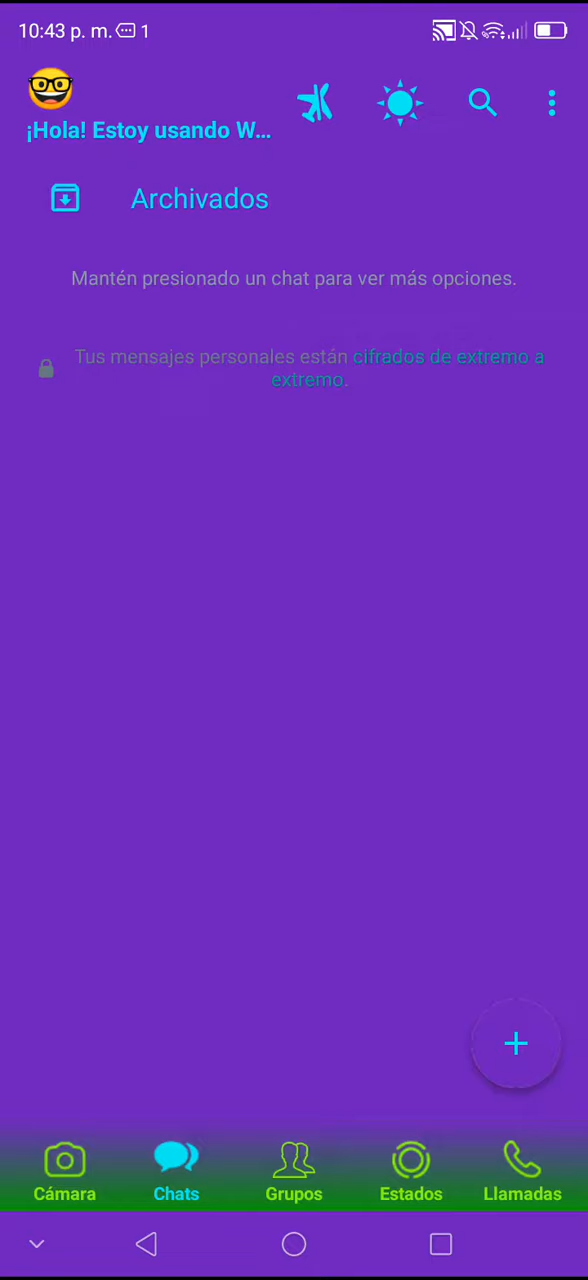 10:43 p. m. 1
¡Hola! Estoy usando W...
Archivados
Mantén presionado un chat para ver más opciones.
Tus mensajes personales están cifrados de extremo a
extremo.
Cámara Chats Grupos Estados Llamadas